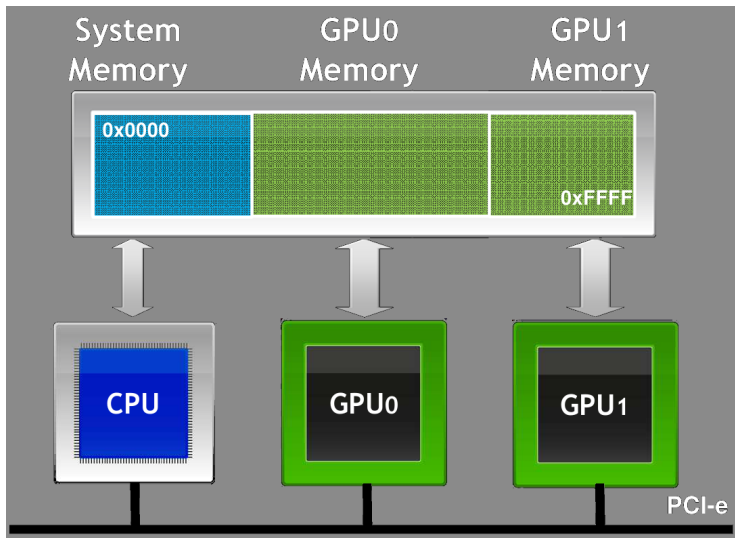 System
Memory
GPU0
Memory
GPU1
Memory
0x0000
0xFFFF
CPU
GPU0
GPU1
PCI-e